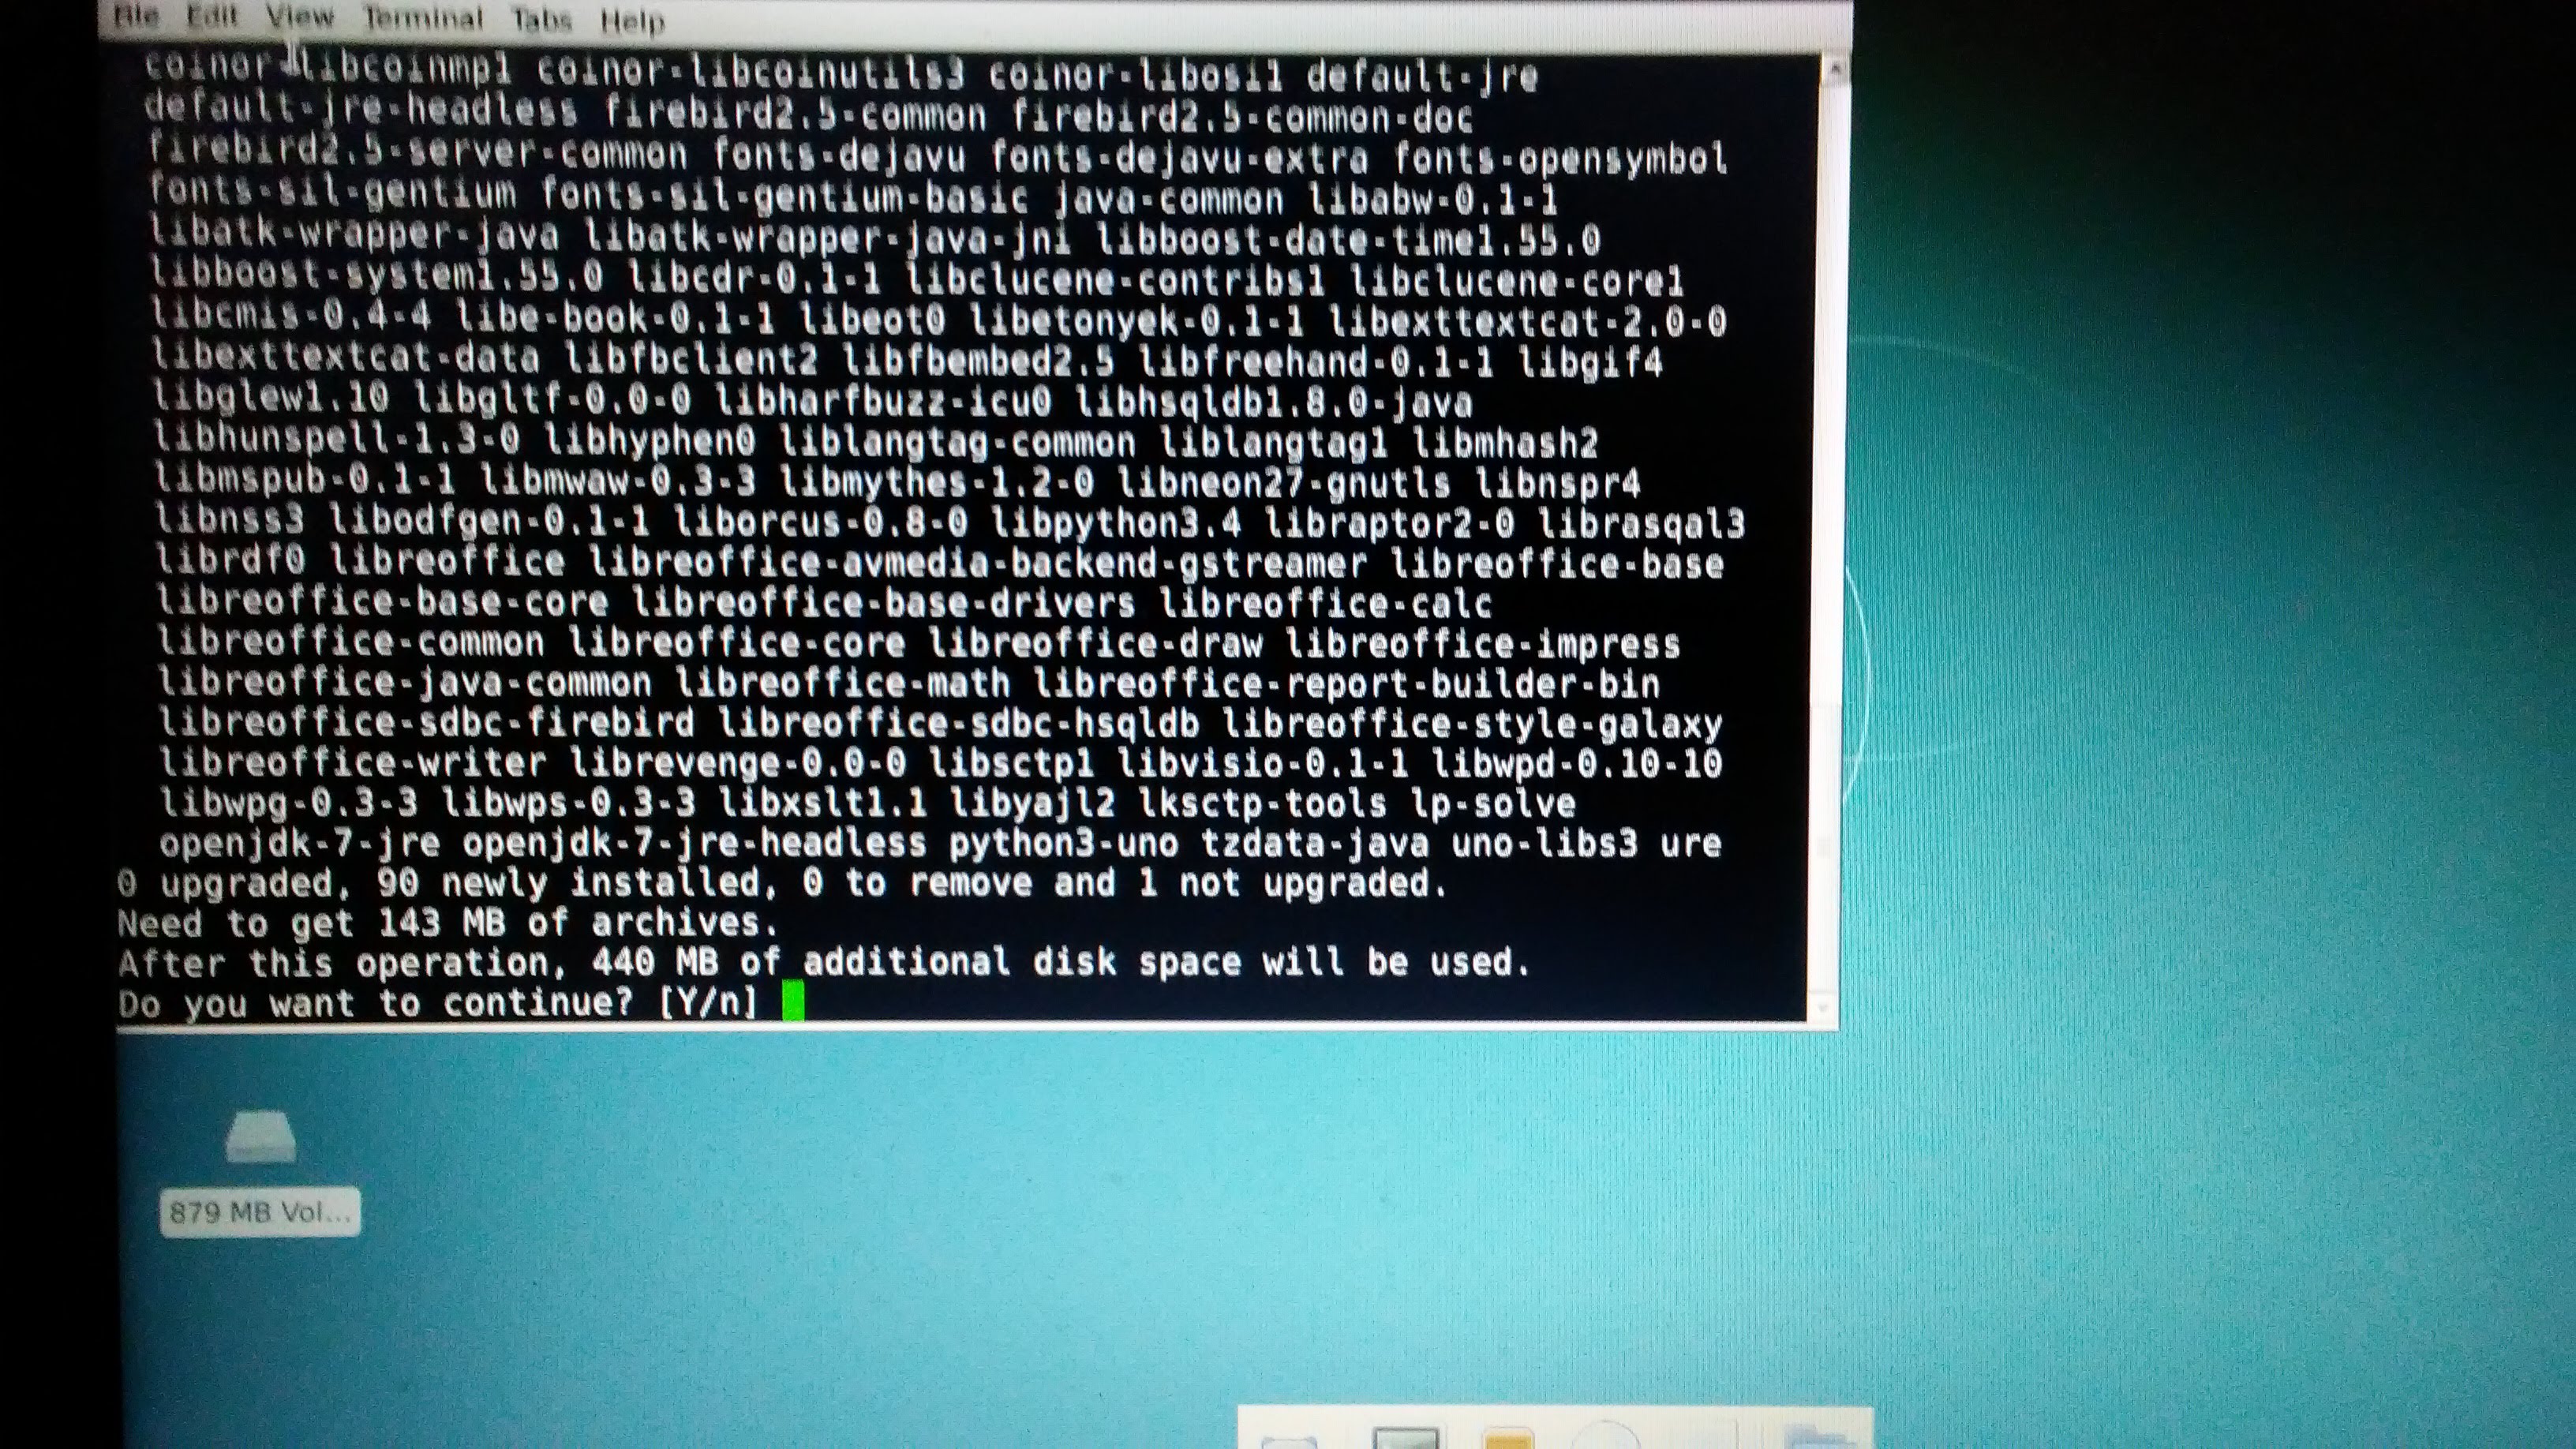 File Edit View Terminal Tabs Help
coinor-libcoinmp1 coinor-libcoinutils3 coinor-libosi1 default-jre
default-jre-headless firebird2.5-common firebird2.5-common-doc
firebird2.5-server-common fonts-dejavu fonts-dejavu-extra fonts-opensymbol
fonts-sil-gentium fonts-sil-gentium-basic java-common libabw-0.1-1
libatk-wrapper-java libatk-wrapper-java-jni libboost-date-time1.55.0
libboost-system1.55.0 libcdr-0.1-1 libclucene-contribs1 libclucene-core1
libcmis-0.4-4 libe-book-0.1-1 libeot0 libetonyek-0.1-1 libexttextcat-2.0-0
libexttextcat-data libfbclient2 libfbembed2.5 libfreehand-0.1-1 libgif4
libglew1.10 libgltf-0.0-0 libharfbuzz-icu0 libhsqldb1.8.0-java
libhunspell-1.3-0 libhyphen0 liblangtag-common liblangtag1 libmhash2
libmspub-0.1-1 libmwaw-0.3-3 libmythes-1.2-0 libneon27-gnutls libnspr4
libnss3 libodfgen-0.1-1 liborcus-0.8-0 libpython3.4 libraptor2-0 librasqal3
librdf0 libreoffice libreoffice-avmedia-backend-gstreamer libreoffice-base
libreoffice-base-core libreoffice-base-drivers libreoffice-calc
libreoffice-common libreoffice-core libreoffice-draw libreoffice-impress
libreoffice-java-common libreoffice-math libreoffice-report-builder-bin
libreoffice-sdbc-firebird libreoffice-sdbc-hsqldb libreoffice-style-galaxy
libreoffice-writer librevenge-0.0-0 libsctp1 libvisio-0.1-1 libwpd-0.10-10
libwpg-0.3-3 libwps-0.3-3 libxslt1.1 libyajl2 lksctp-tools lp-solve
openjdk-7-jre openjdk-7-jre-headless python3-uno tzdata-java uno-libs3 ure
0 upgraded, 90 newly installed, 0 to remove and 1 not upgraded.
Need to get 143 MB of archives.
After this operation, 440 MB of additional disk space will be used.
Do you want to continue? [Y/n]
879 MB Vol...